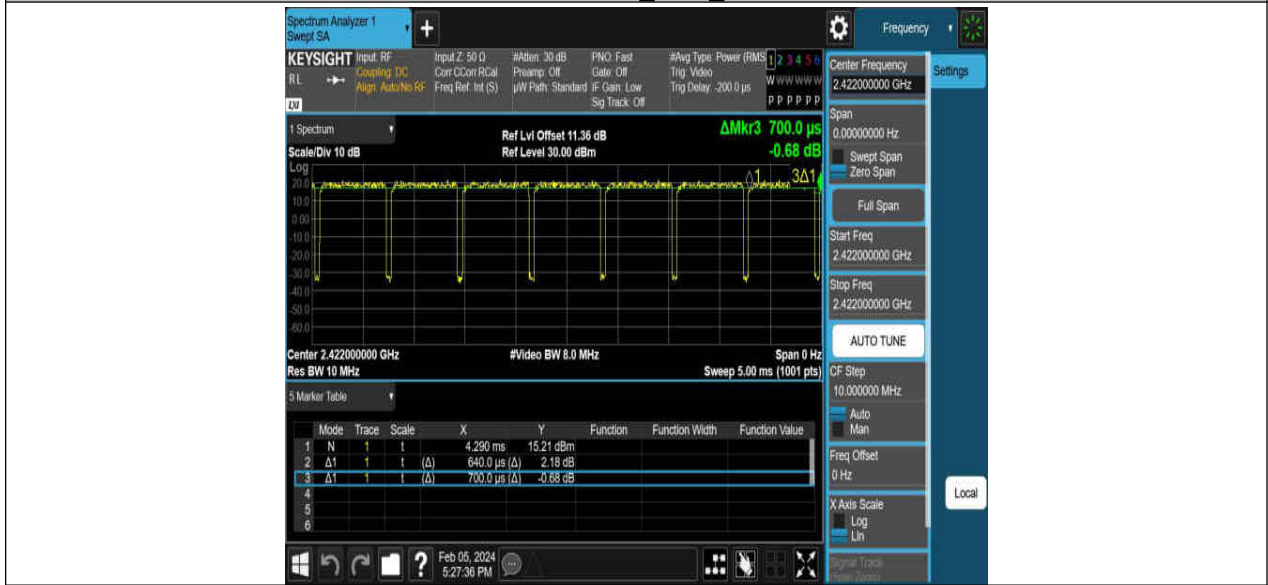 Spectrum Analyzer 1
Swept SA
+
Frequency
KEYSIGHT
RL
LXI
Input: RF
Coupling: DC
Align: Auto/No RF
Input Z: 50 Ω
Corr CCorr RCal
Freq Ref: Int (S)
#Atten: 30 dB
Preamp: Off
µW Path: Standard
PNO: Fast
Gate: Off
IF Gain: Low
Sig Track: Off
#Avg Type: Power (RMS
Trig: Video
Trig Delay: -200.0 µs
1 2 3 4 5 6
W W W W W W
P P P P P P
Center Frequency
2.422000000 GHz
Settings
Span
0.00000000 Hz
Swept Span
Zero Span
Full Span
Start Freq
2.422000000 GHz
Stop Freq
2.422000000 GHz
AUTO TUNE
CF Step
10.000000 MHz
Auto
Man
Freq Offset
0 Hz
X Axis Scale
Log
Lin
Signal Track
(Span Zoom)
Local
1 Spectrum
Scale/Div 10 dB
Ref Lvl Offset 11.36 dB
Ref Level 30.00 dBm
ΔMkr3 700.0 µs
-0.68 dB
Log
20.0
10.0
0.00
-10.0
-20.0
-30.0
-40.0
-50.0
-60.0
Δ1
3Δ1
Center 2.422000000 GHz
#Video BW 8.0 MHz
Span 0 Hz
Res BW 10 MHz
Sweep 5.00 ms (1001 pts)
5 Marker Table
Mode Trace Scale X Y Function Function Width Function Value
1 N 1 t 4.290 ms 15.21 dBm
2 Δ1 1 t (Δ) 640.0 µs (Δ) 2.18 dB
3 Δ1 1 t (Δ) 700.0 µs (Δ) -0.68 dB
4
5
6
?
Feb 05, 2024
5:27:36 PM